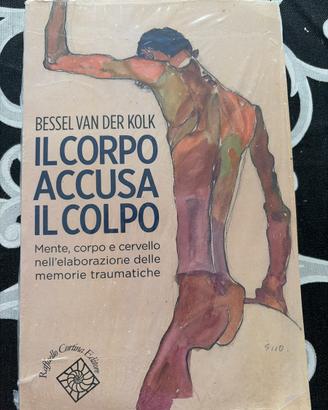 BESSEL VAN DER KOLK
IL CORPO
ACCUSA
IL COLPO
Mente, corpo e cervello
nell'elaborazione delle
memorie traumatiche
Raffaello Cortina Editore